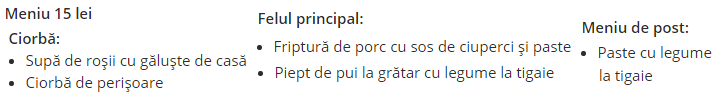 Meniu 15 lei
Ciorbă:
• Supă de roșii cu găluște de casă
• Ciorbă de perișoare
Felul principal:
• Friptură de porc cu sos de ciuperci și paste
• Piept de pui la grătar cu legume la tigaie
Meniu de post:
• Paste cu legume
la tigaie